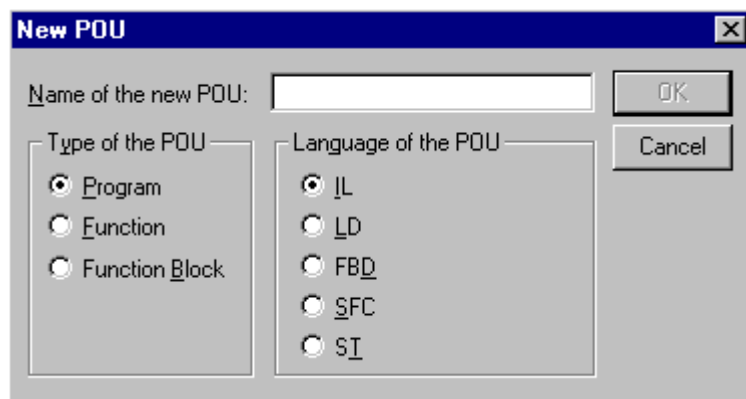 New POU
Name of the new POU:
OK
Type of the POU
Language of the POU
Cancel
Program
IL
Function
LD
Function Block
FBD
SFC
ST